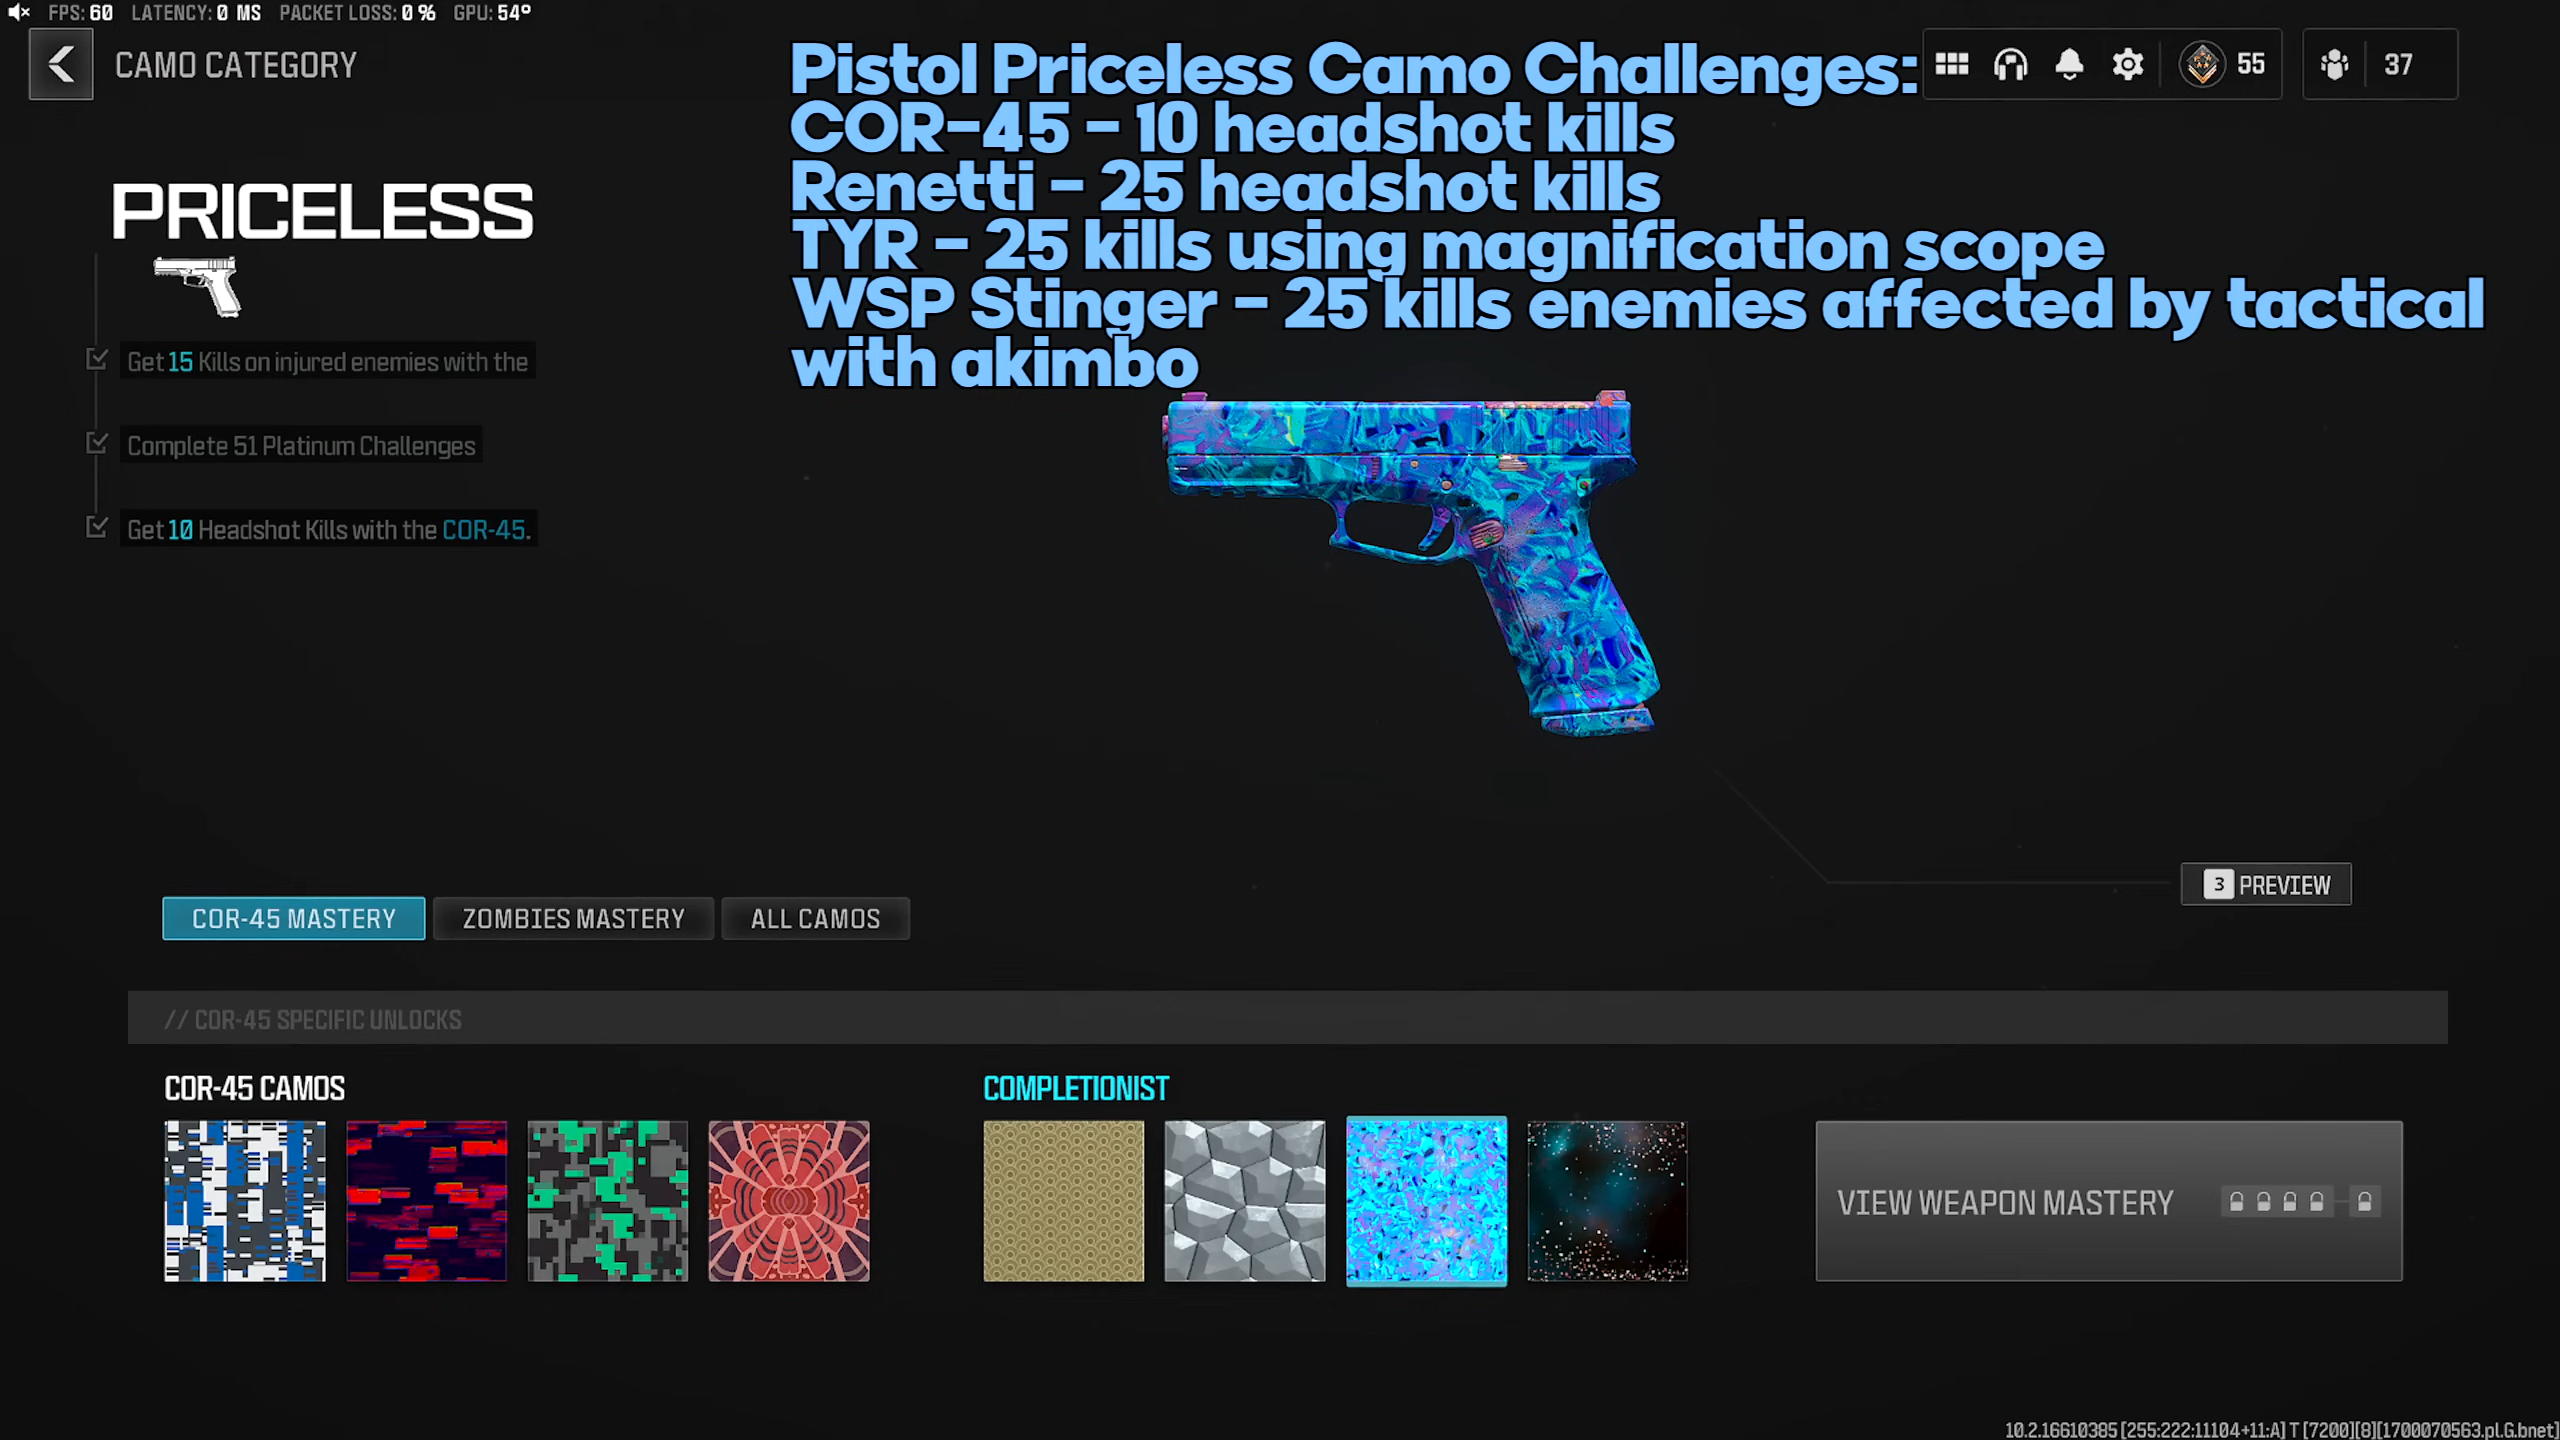 FPS: 60 LATENCY: 0 MS PACKET LOSS: 0 % GPU: 54°
CAMO CATEGORY
55
37
Pistol Priceless Camo Challenges:
COR-45 - 10 headshot kills
Renetti - 25 headshot kills
TYR - 25 kills using magnification scope
WSP Stinger - 25 kills enemies affected by tactical
with akimbo
PRICELESS
Get 15 Kills on injured enemies with the
Complete 51 Platinum Challenges
Get 10 Headshot Kills with the COR-45.
3 PREVIEW
COR-45 MASTERY
ZOMBIES MASTERY
ALL CAMOS
// COR-45 SPECIFIC UNLOCKS
COR-45 CAMOS
COMPLETIONIST
VIEW WEAPON MASTERY
10.2.16610385 [255:222:11104+11:A] T [7200][8][1700070563.pl.G.bnet]